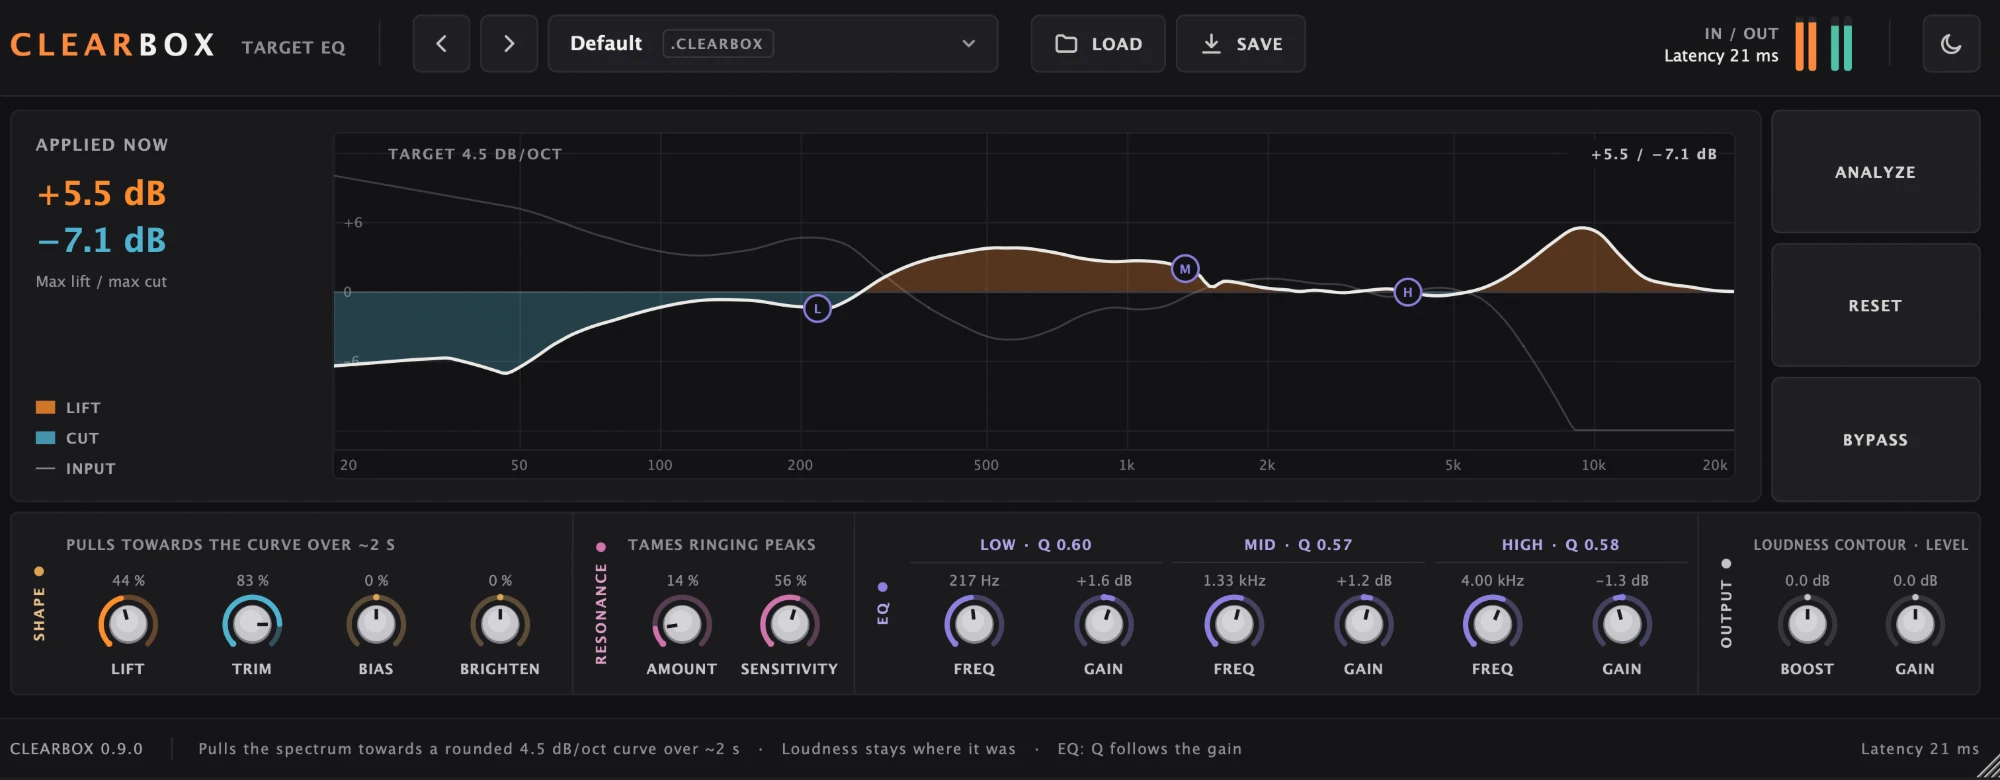 CLEARBOX TARGET EQ
Default .CLEARBOX
LOAD
SAVE
IN / OUT
Latency 21 ms
APPLIED NOW
+5.5 dB
−7.1 dB
Max lift / max cut
LIFT
CUT
INPUT
TARGET 4.5 DB/OCT
+5.5 / −7.1 dB
+6
0
−6
L
M
H
20 50 100 200 500 1k 2k 5k 10k 20k
ANALYZE
RESET
BYPASS
SHAPE
PULLS TOWARDS THE CURVE OVER ~2 S
44 % 83 % 0 % 0 %
LIFT TRIM BIAS BRIGHTEN
RESONANCE
TAMES RINGING PEAKS
14 % 56 %
AMOUNT SENSITIVITY
EQ
LOW · Q 0.60
217 Hz +1.6 dB
FREQ GAIN
MID · Q 0.57
1.33 kHz +1.2 dB
FREQ GAIN
HIGH · Q 0.58
4.00 kHz −1.3 dB
FREQ GAIN
OUTPUT
LOUDNESS CONTOUR · LEVEL
0.0 dB 0.0 dB
BOOST GAIN
CLEARBOX 0.9.0
Pulls the spectrum towards a rounded 4.5 dB/oct curve over ~2 s · Loudness stays where it was · EQ: Q follows the gain
Latency 21 ms